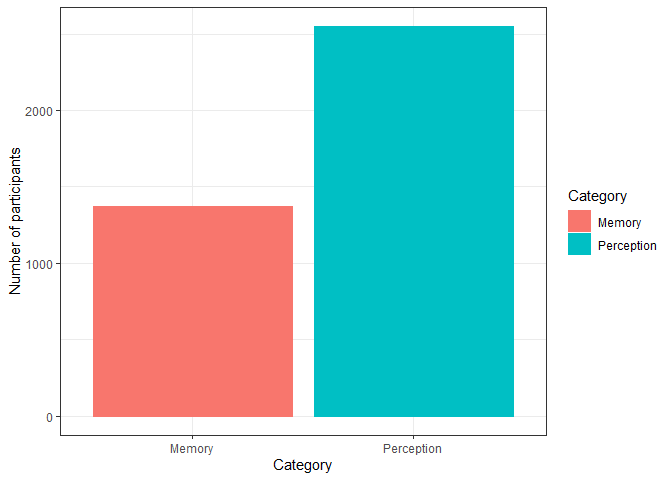 Number of participants
2000
1000
0
Memory
Perception
Category
Category
Memory
Perception